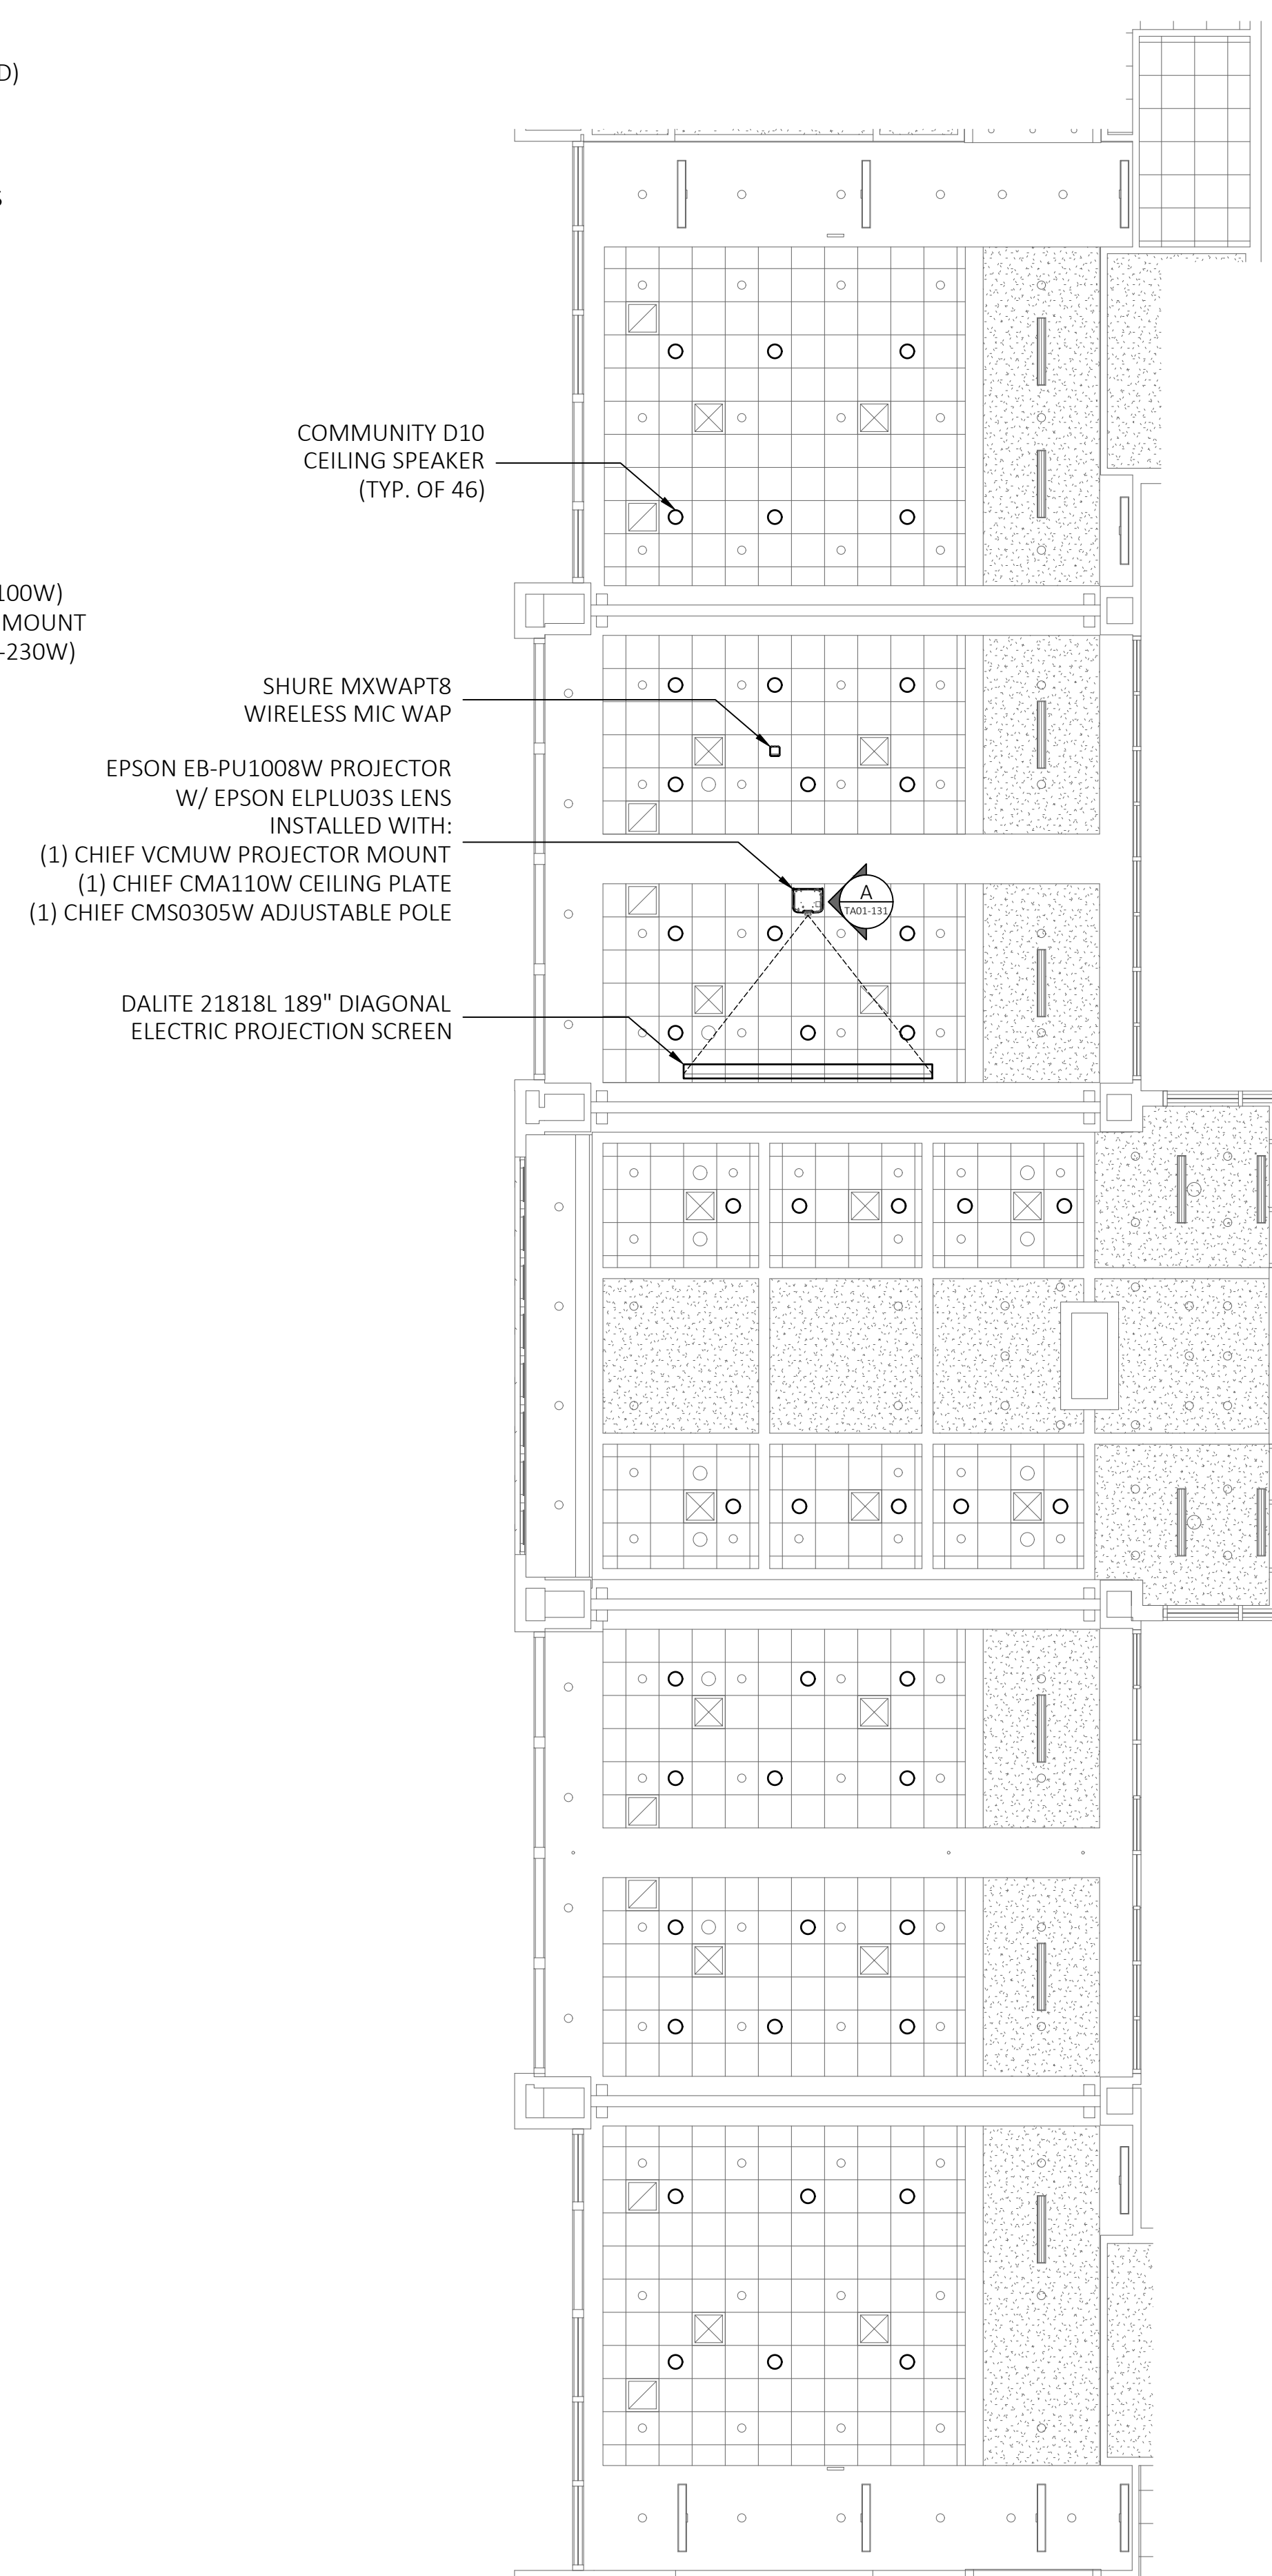 D)
COMMUNITY D10
CEILING SPEAKER
(TYP. OF 46)
100W)
MOUNT
-230W)
SHURE MXWAPT8
WIRELESS MIC WAP
EPSON EB-PU1008W PROJECTOR
W/ EPSON ELPLU03S LENS
INSTALLED WITH:
(1) CHIEF VCMUW PROJECTOR MOUNT
(1) CHIEF CMA110W CEILING PLATE
(1) CHIEF CMS0305W ADJUSTABLE POLE
A
TA01-131
DALITE 21818L 189" DIAGONAL
ELECTRIC PROJECTION SCREEN